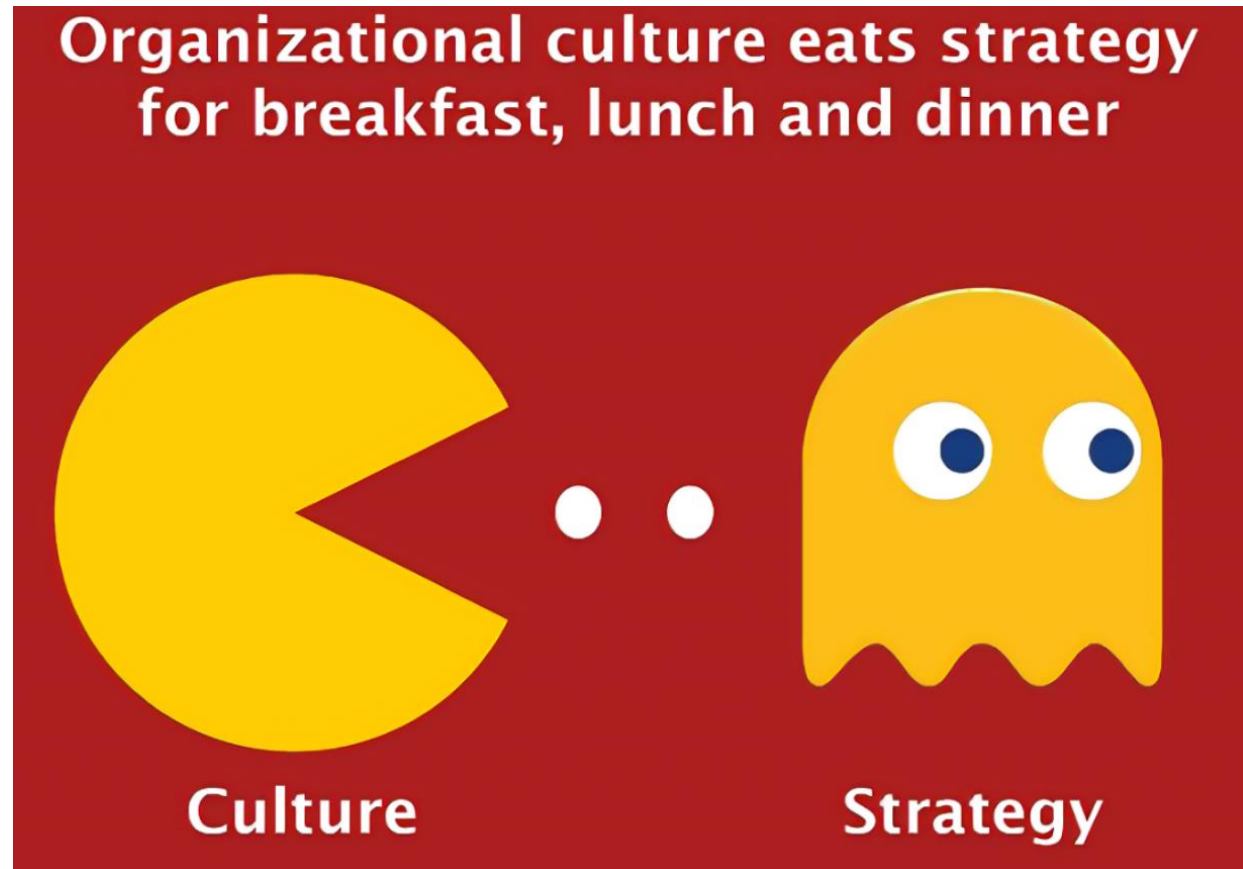 Organizational culture eats strategy
for breakfast, lunch and dinner
Culture
Strategy